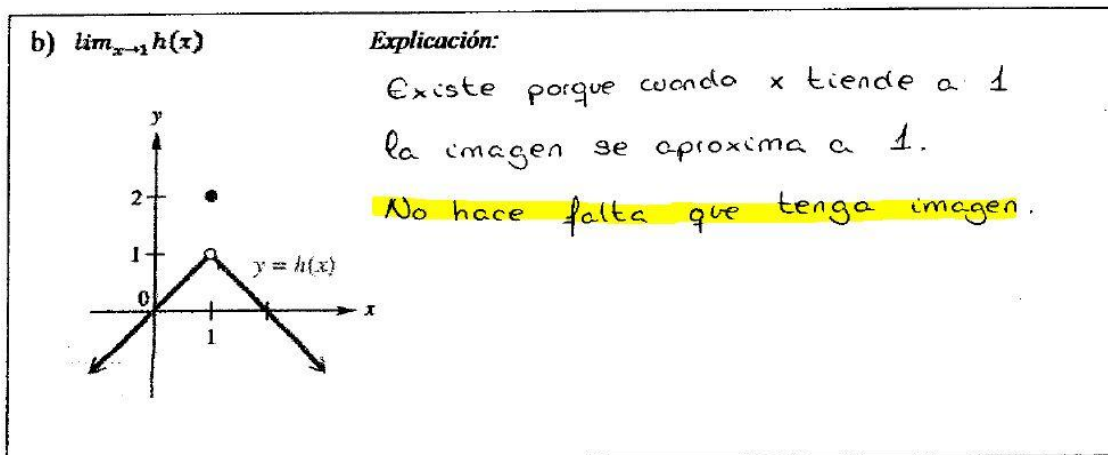 b) lim_{x→1} h(x)
Explicación:
Existe porque cuando x tiende a 1
la imagen se aproxima a 1.
No hace falta que tenga imagen.
y
2
1
y = h(x)
0
x
1